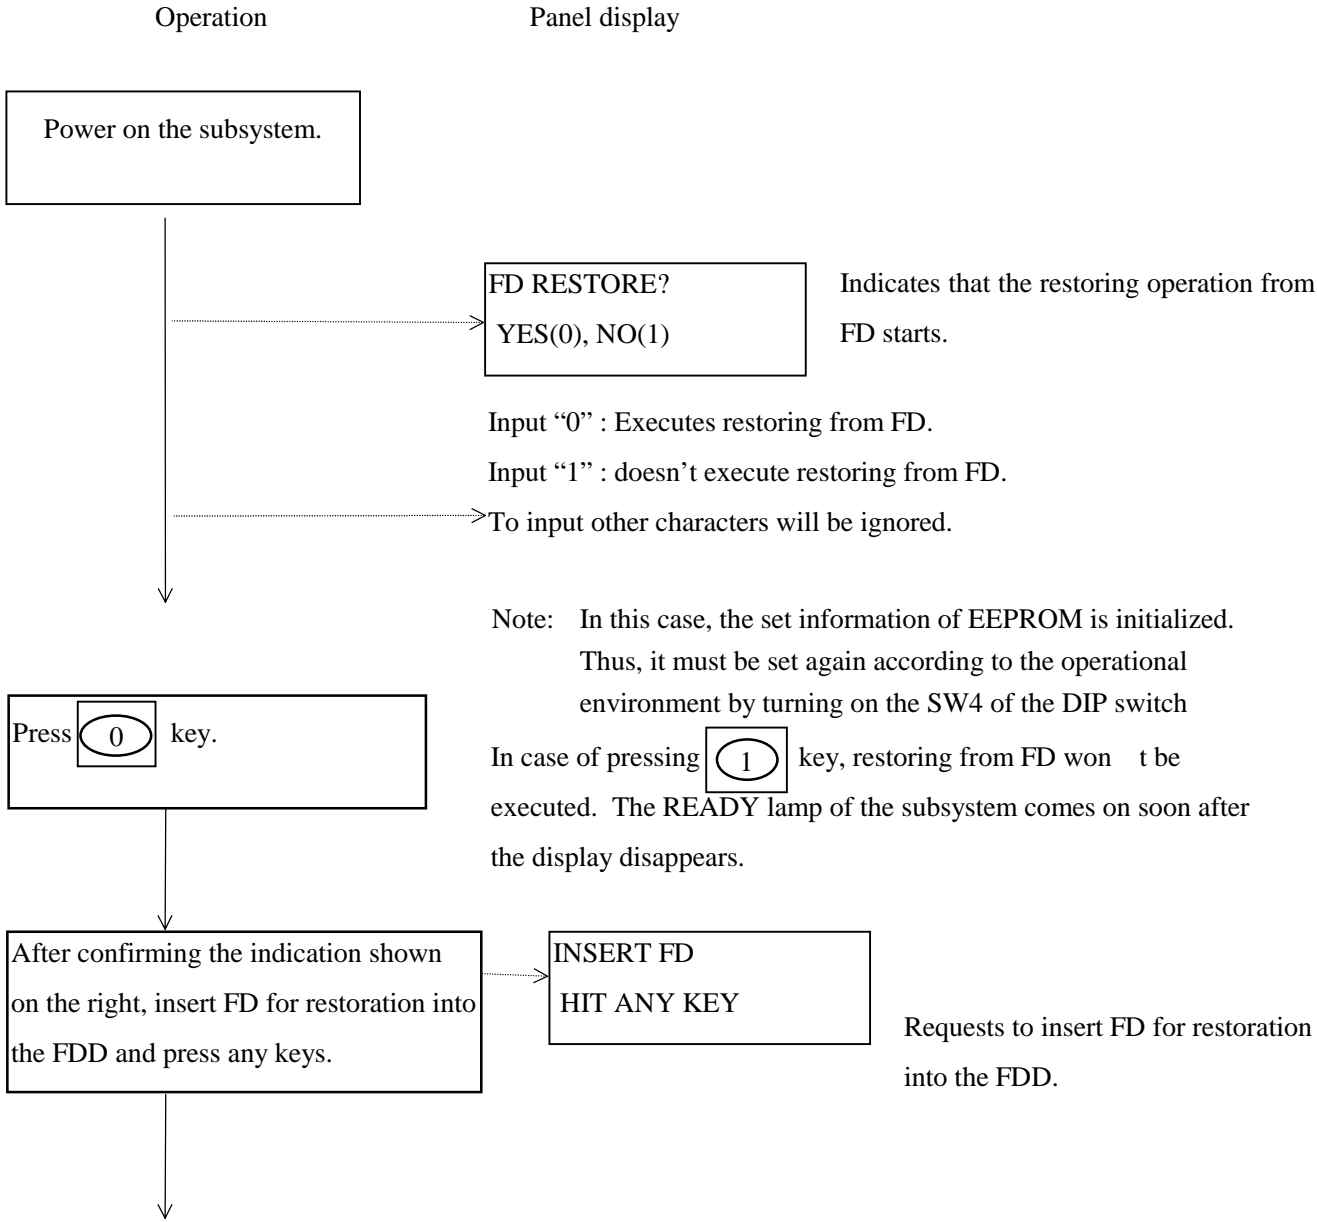 Operation Panel display
Power on the subsystem.
FD RESTORE?
YES(0), NO(1)
Indicates that the restoring operation from
FD starts.
Input “0” : Executes restoring from FD.
Input “1” : doesn’t execute restoring from FD.
To input other characters will be ignored.
Note: In this case, the set information of EEPROM is initialized.
Thus, it must be set again according to the operational
environment by turning on the SW4 of the DIP switch
Press 0 key.
In case of pressing 1 key, restoring from FD won t be
executed. The READY lamp of the subsystem comes on soon after
the display disappears.
After confirming the indication shown
on the right, insert FD for restoration into
the FDD and press any keys.
INSERT FD
HIT ANY KEY
Requests to insert FD for restoration
into the FDD.